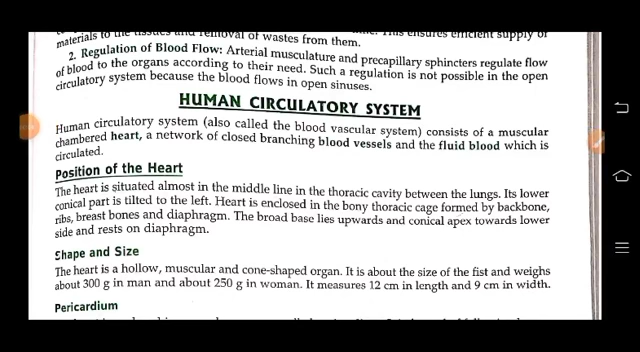 materials to the tissues and removal of wastes from them. This ensures efficient supply of
2. Regulation of Blood Flow: Arterial musculature and precapillary sphincters regulate flow
of blood to the organs according to their need. Such a regulation is not possible in the open
circulatory system because the blood flows in open sinuses.
HUMAN CIRCULATORY SYSTEM
Human circulatory system (also called the blood vascular system) consists of a muscular
chambered heart, a network of closed branching blood vessels and the fluid blood which is
circulated.
Position of the Heart
The heart is situated almost in the middle line in the thoracic cavity between the lungs. Its lower
conical part is tilted to the left. Heart is enclosed in the bony thoracic cage formed by backbone,
ribs, breast bones and diaphragm. The broad base lies upwards and conical apex towards lower
side and rests on diaphragm.
Shape and Size
The heart is a hollow, muscular and cone-shaped organ. It is about the size of the fist and weighs
about 300 g in man and about 250 g in woman. It measures 12 cm in length and 9 cm in width.
Pericardium